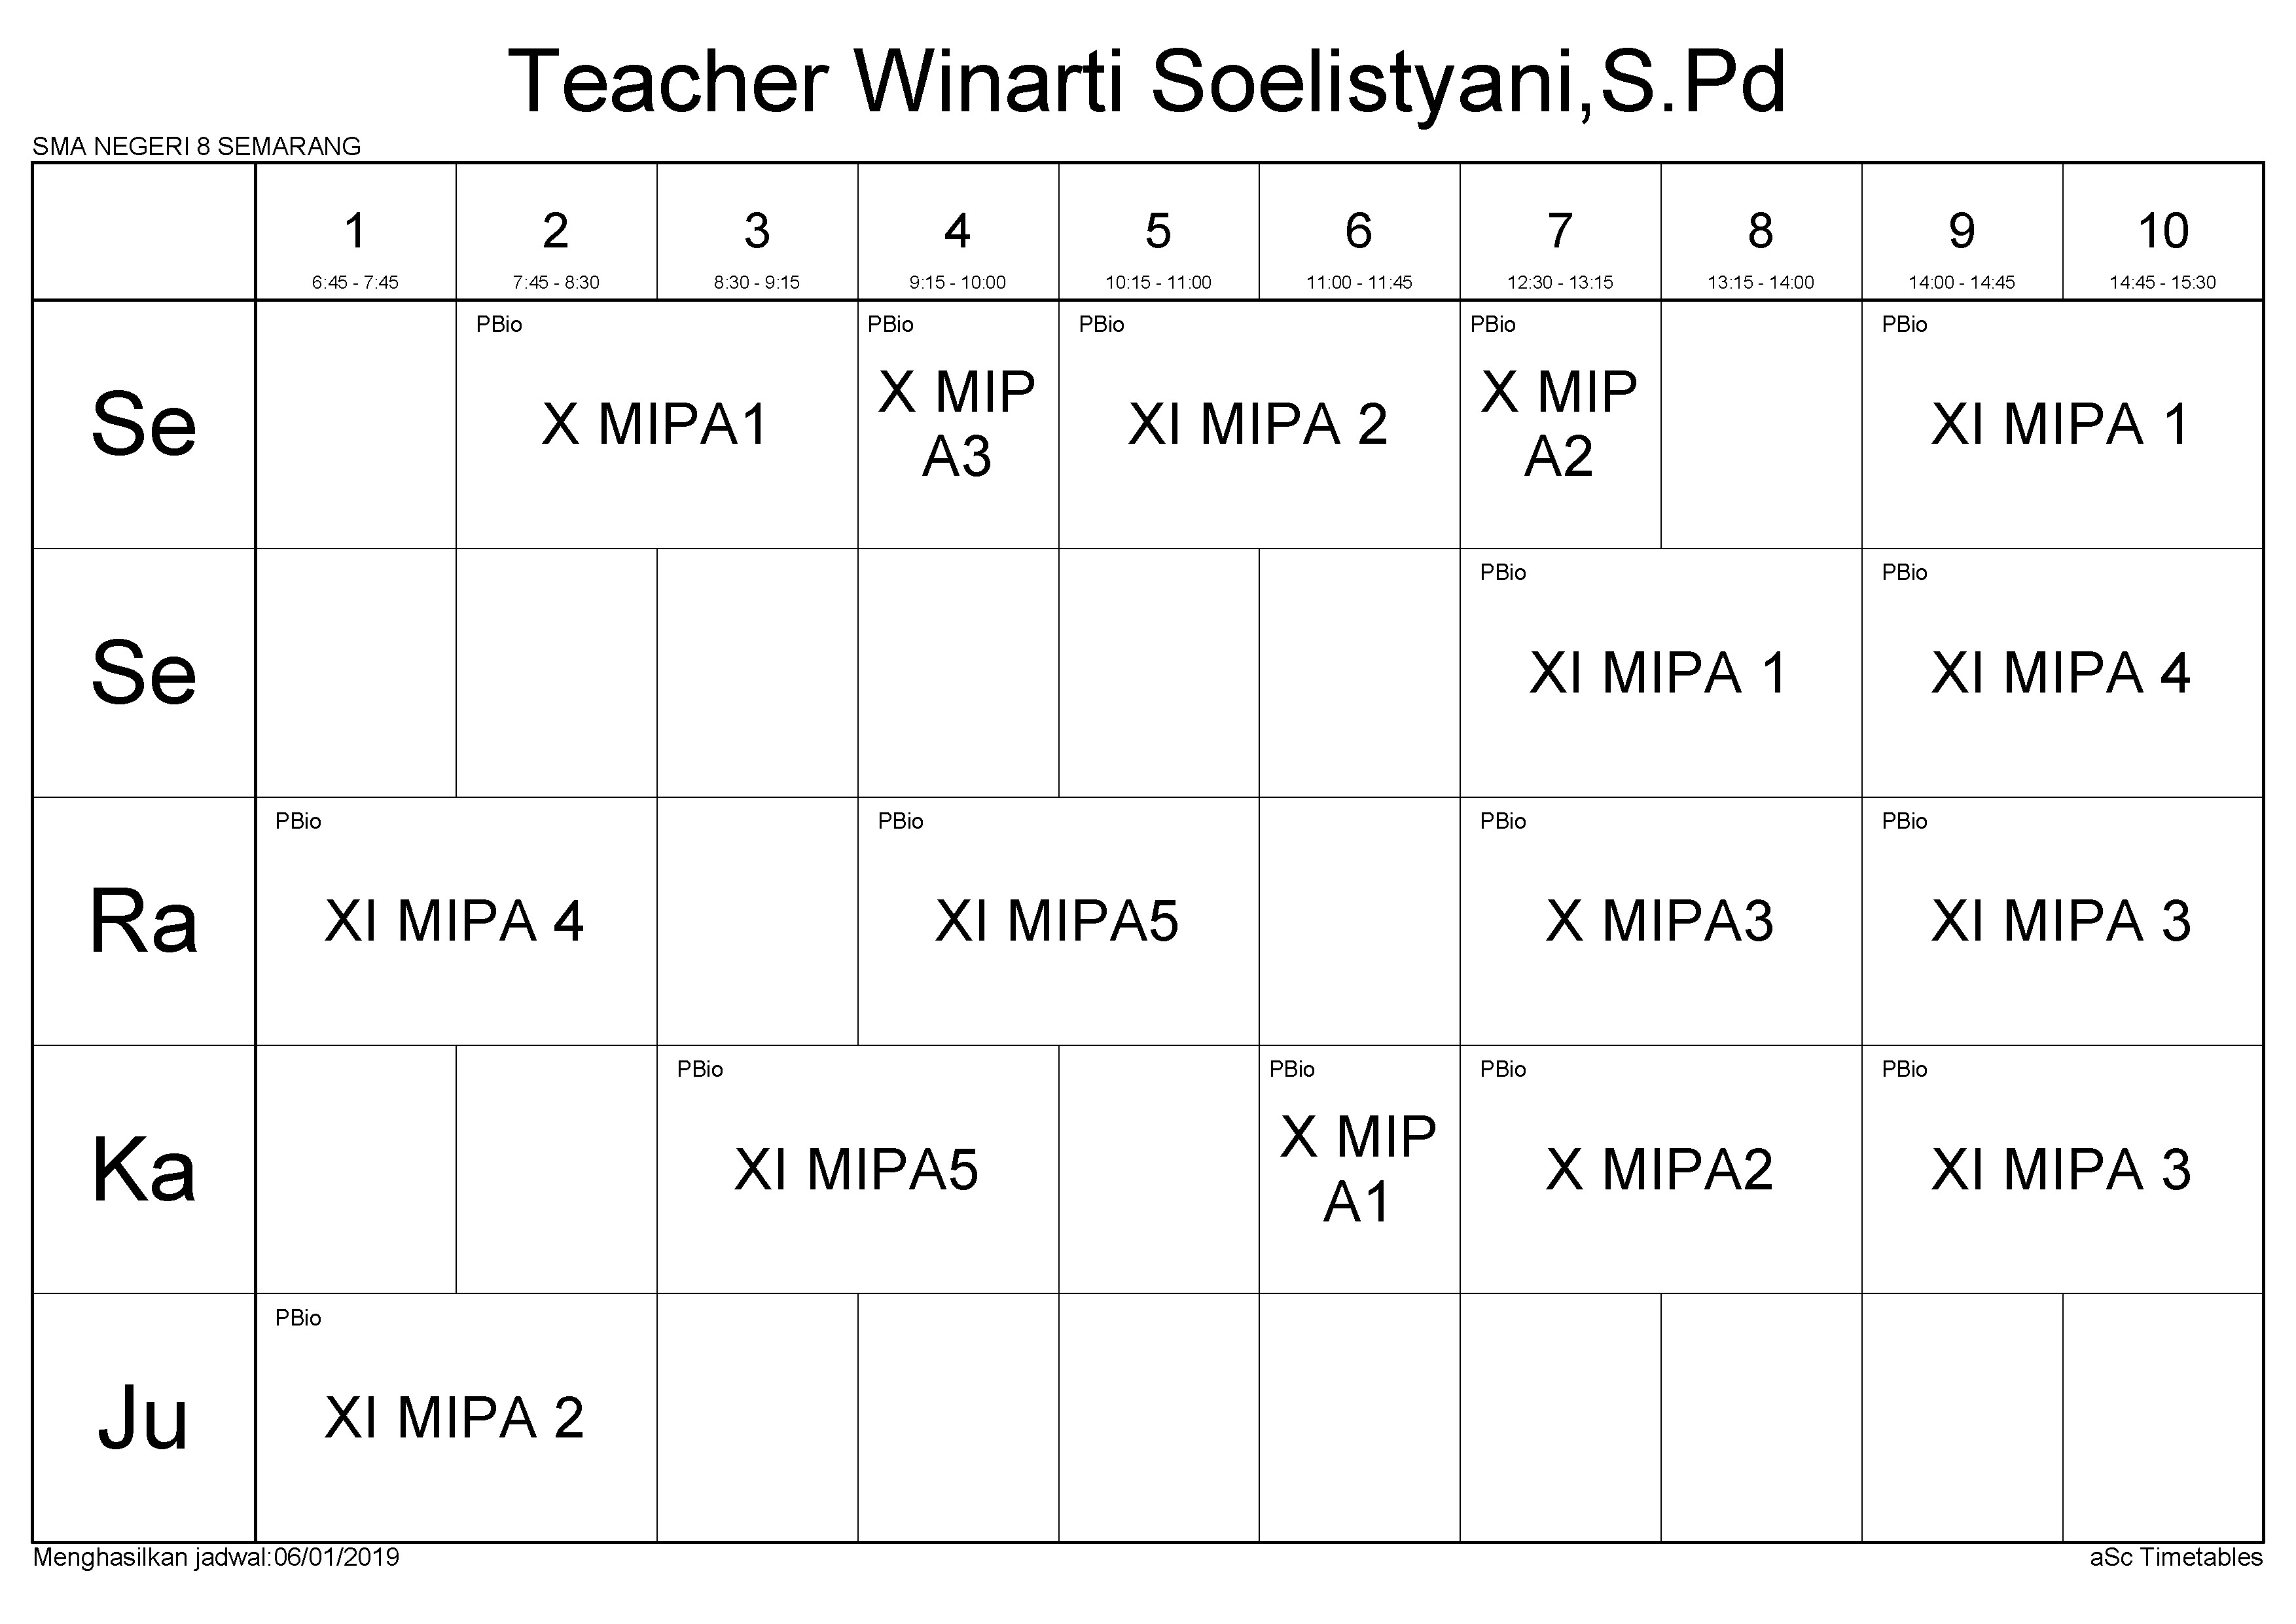 Teacher Winarti Soelistyani,S.Pd
SMA NEGERI 8 SEMARANG
1 2 3 4 5 6 7 8 9 10
6:45 - 7:45 7:45 - 8:30 8:30 - 9:15 9:15 - 10:00 10:15 - 11:00 11:00 - 11:45 12:30 - 13:15 13:15 - 14:00 14:00 - 14:45 14:45 - 15:30
Se
PBio
X MIPA1
PBio
X MIP
A3
PBio
XI MIPA 2
PBio
X MIP
A2
PBio
XI MIPA 1
Se
PBio
XI MIPA 1
PBio
XI MIPA 4
Ra
PBio
XI MIPA 4
PBio
XI MIPA5
PBio
X MIPA3
PBio
XI MIPA 3
Ka
PBio
XI MIPA5
PBio
X MIP
A1
PBio
X MIPA2
PBio
XI MIPA 3
Ju
PBio
XI MIPA 2
Menghasilkan jadwal:06/01/2019
aSc Timetables